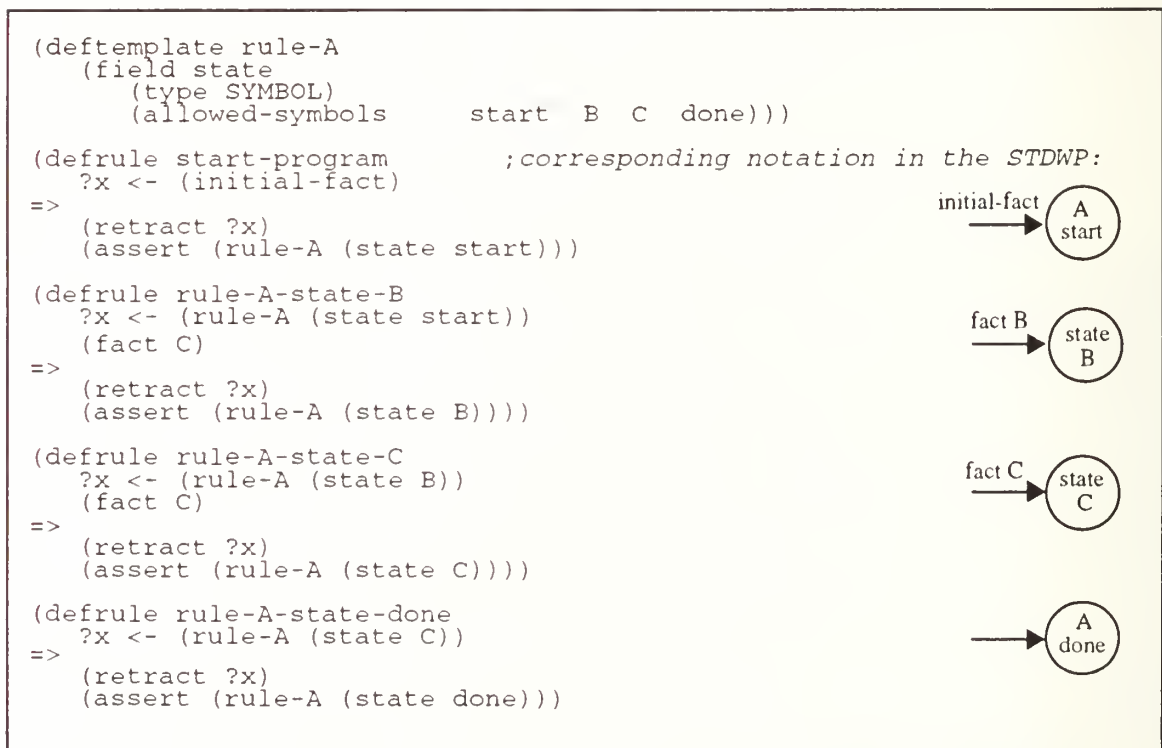 (deftemplate rule-A
(field state
(type SYMBOL)
(allowed-symbols start B C done)))
(defrule start-program ;corresponding notation in the STDWP:
?x <- (initial-fact)
=>
(retract ?x)
(assert (rule-A (state start)))
initial-fact
A
start
(defrule rule-A-state-B
?x <- (rule-A (state start))
(fact C)
=>
(retract ?x)
(assert (rule-A (state B))))
fact B
state
B
(defrule rule-A-state-C
?x <- (rule-A (state B))
(fact C)
=>
(retract ?x)
(assert (rule-A (state C))))
fact C
state
C
(defrule rule-A-state-done
?x <- (rule-A (state C))
=>
(retract ?x)
(assert (rule-A (state done)))
A
done